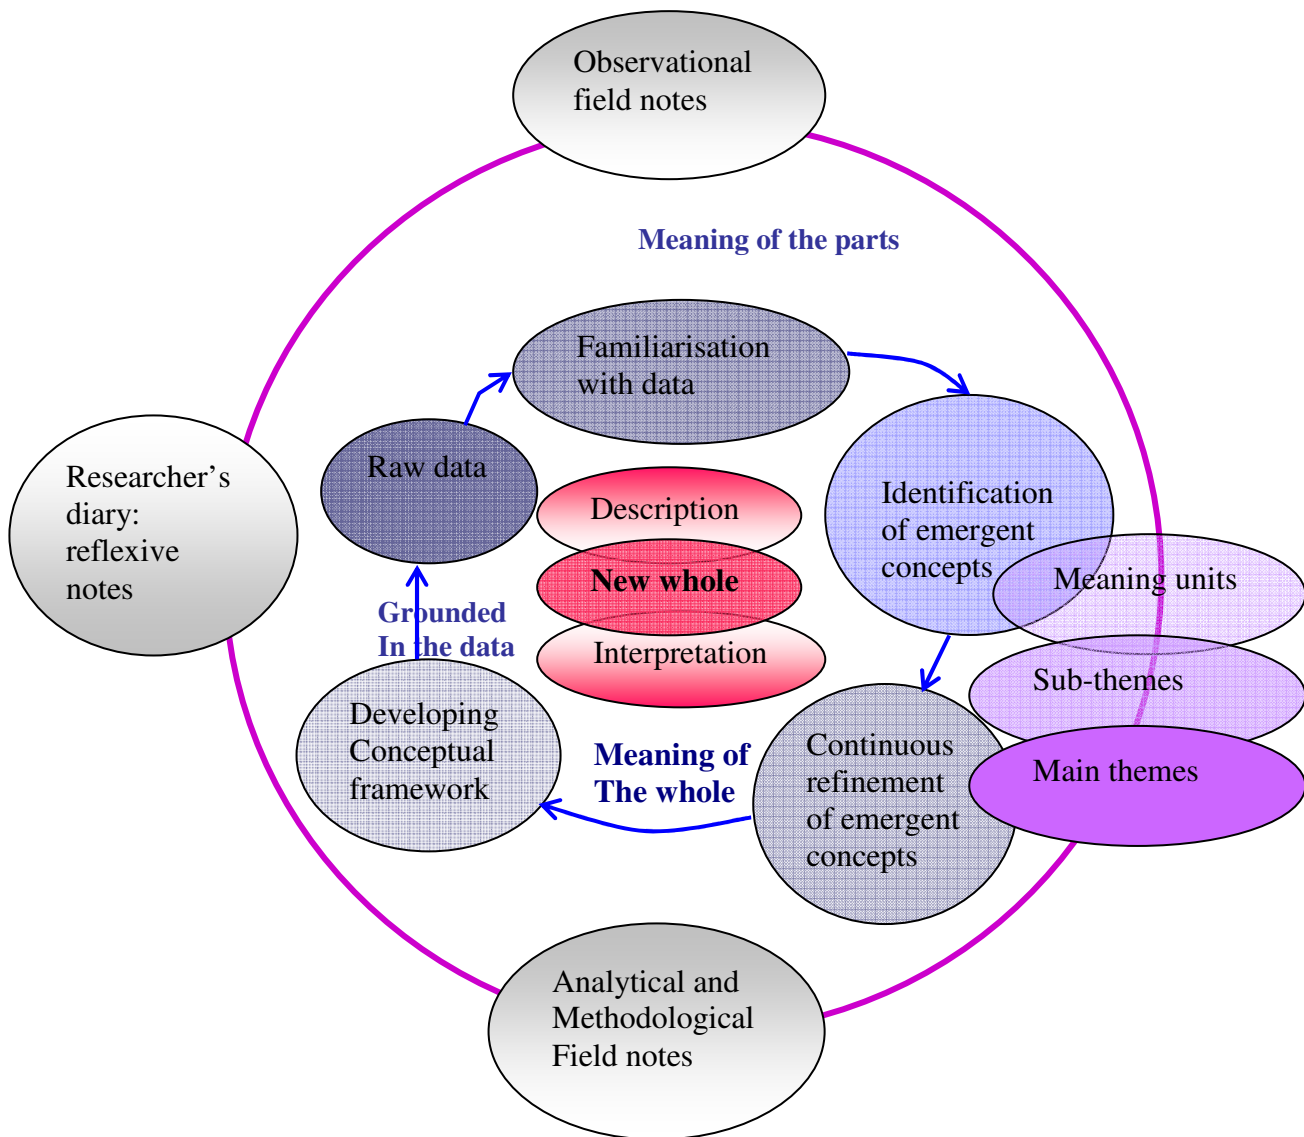 Observational
field notes
Meaning of the parts
Familiarisation
with data
Raw data
Researcher’s
diary:
reflexive
notes
Description
New whole
Interpretation
Identification
of emergent
concepts
Meaning units
Sub-themes
Main themes
Grounded
In the data
Developing
Conceptual
framework
Meaning of
The whole
Continuous
refinement
of emergent
concepts
Analytical and
Methodological
Field notes